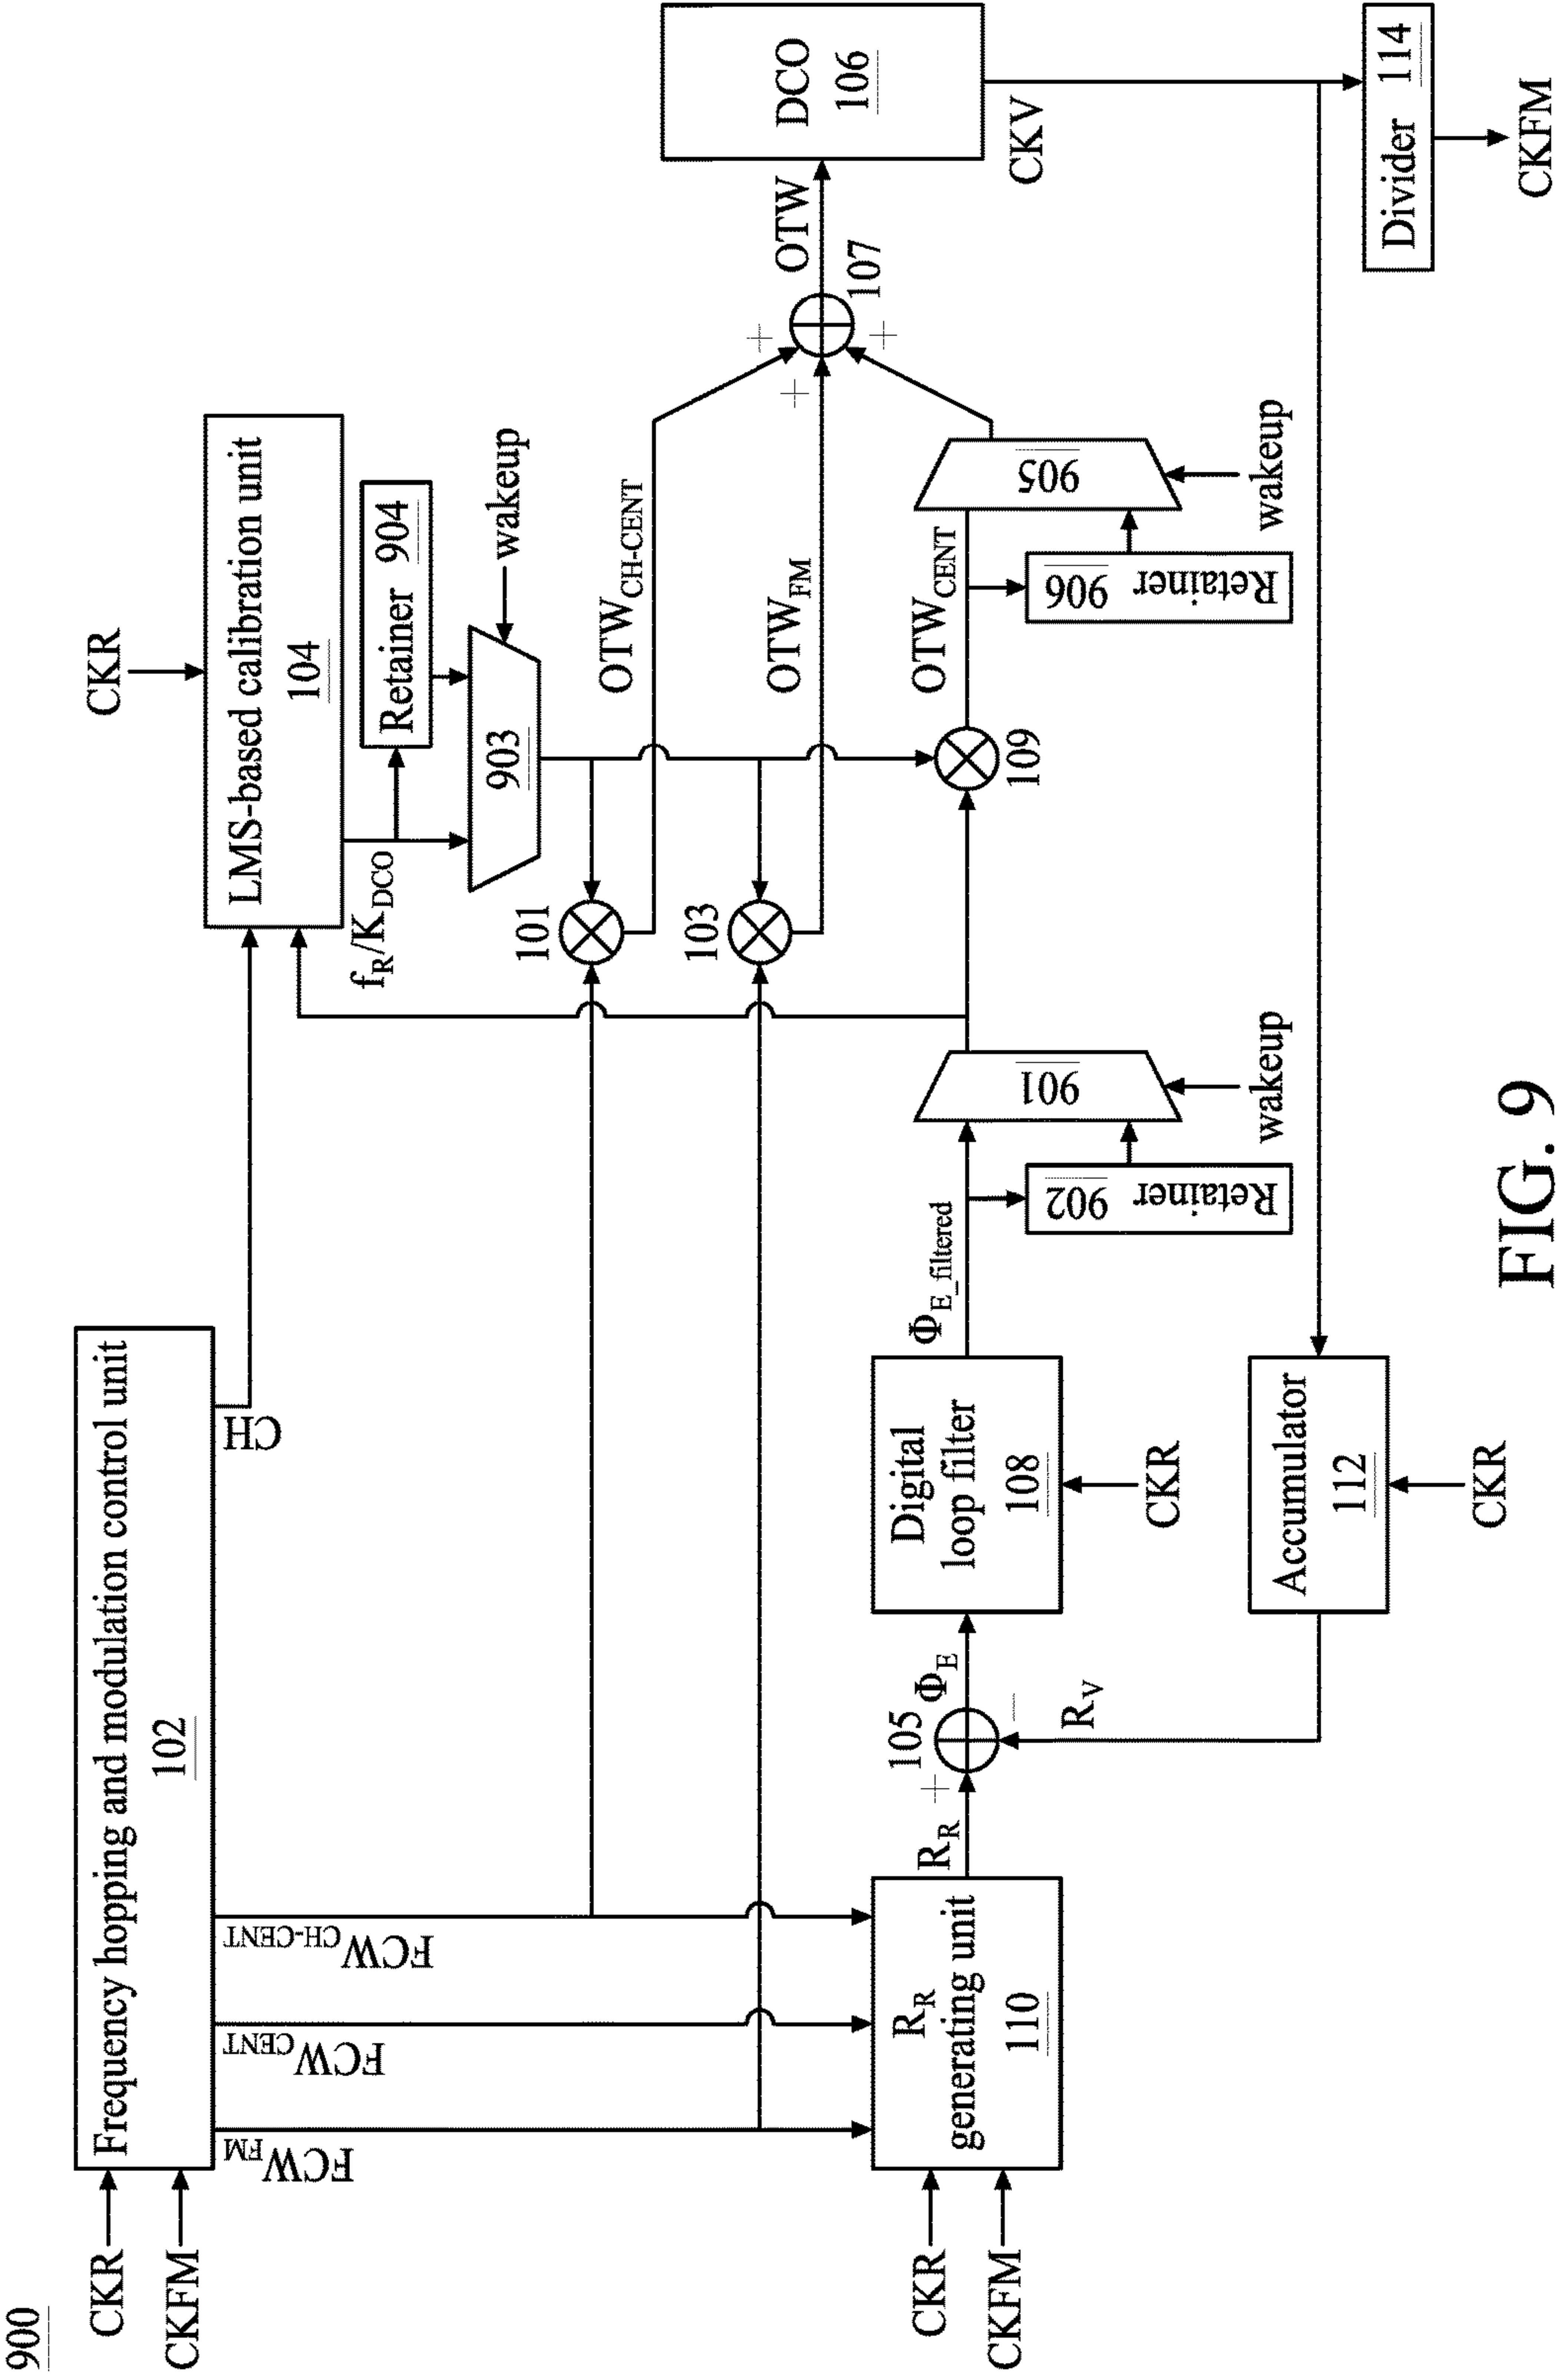 900
CKR
CKFM
Frequency hopping and modulation control unit
102
FCW_FM
FCW_CENT
FCW_CH-CENT
CH
CKR
LMS-based calibration unit
104
f_R/K_DCO
Retainer 904
903
wakeup
101
103
OTW_CH-CENT
OTW_FM
OTW_CENT
109
CKR
CKFM
R_R
generating unit
110
R_R
+
105
Φ_E
−
R_V
Digital
loop filter
108
CKR
Φ_E_filtered
902 Retainer
901
wakeup
906 Retainer
905
wakeup
+
+
+
107
OTW
DCO
106
CKV
Accumulator
112
CKR
Divider 114
CKFM
FIG. 9